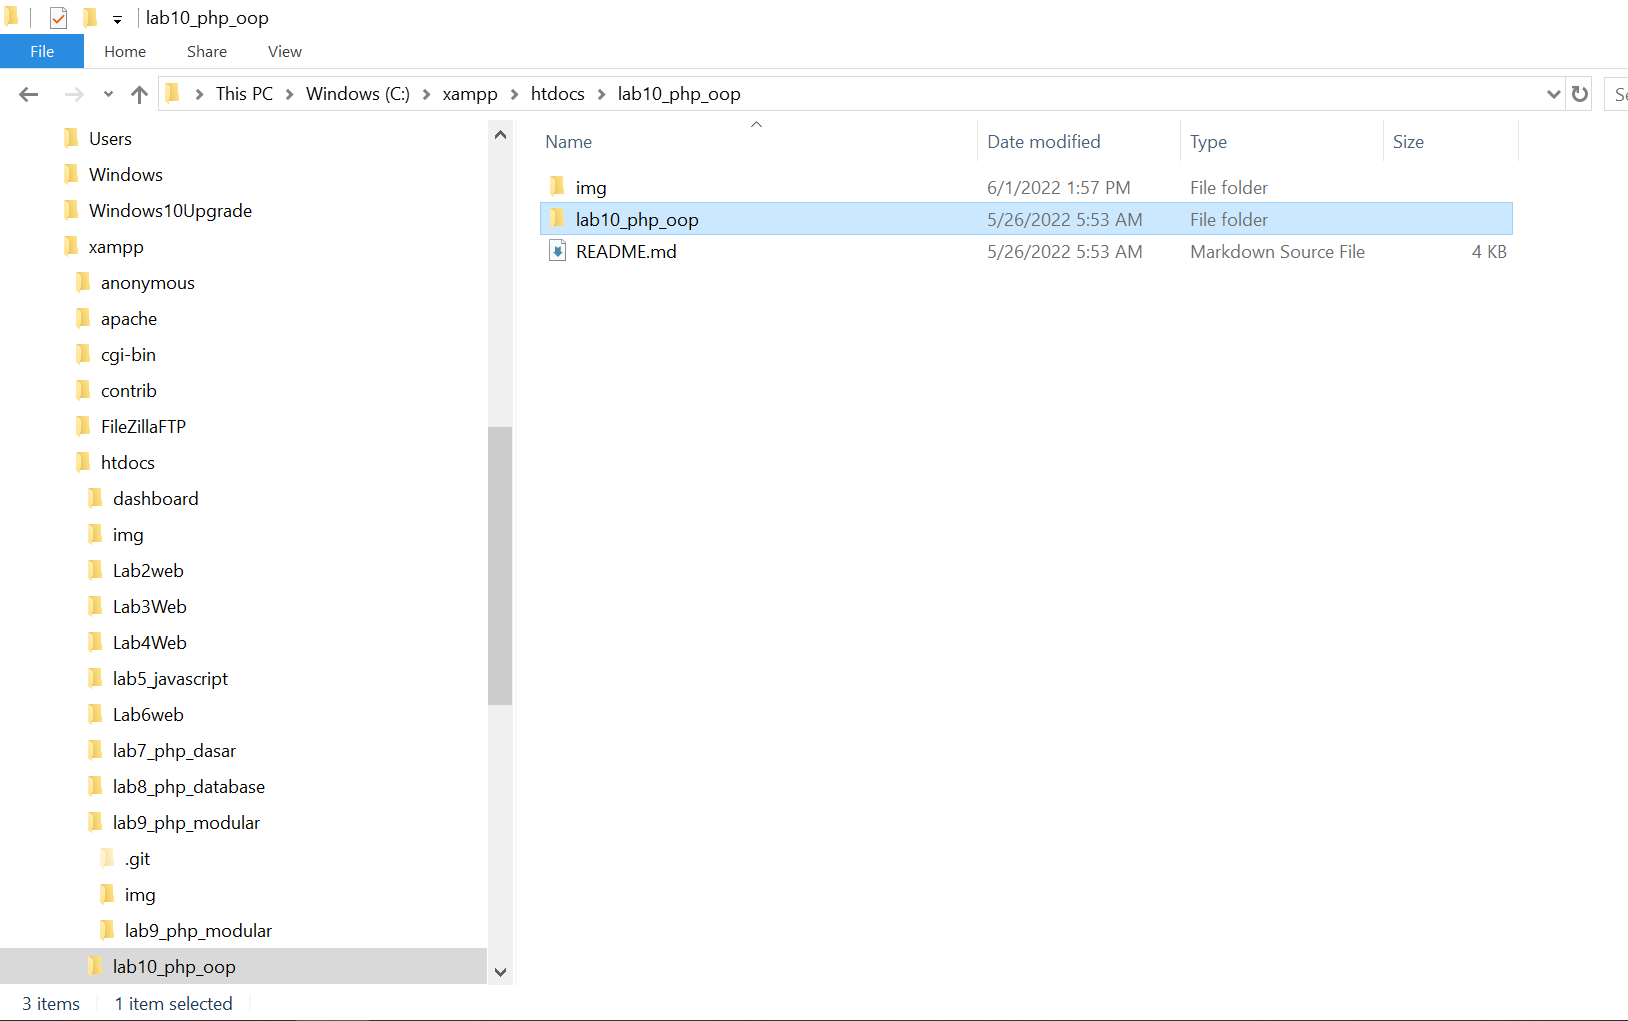 lab10_php_oop
File Home Share View
This PC Windows (C:) xampp htdocs lab10_php_oop Se
Users
Windows
Windows10Upgrade
xampp
anonymous
apache
cgi-bin
contrib
FileZillaFTP
htdocs
dashboard
img
Lab2web
Lab3Web
Lab4Web
lab5_javascript
Lab6web
lab7_php_dasar
lab8_php_database
lab9_php_modular
.git
img
lab9_php_modular
lab10_php_oop
Name Date modified Type Size
img 6/1/2022 1:57 PM File folder
lab10_php_oop 5/26/2022 5:53 AM File folder
README.md 5/26/2022 5:53 AM Markdown Source File 4 KB
3 items 1 item selected